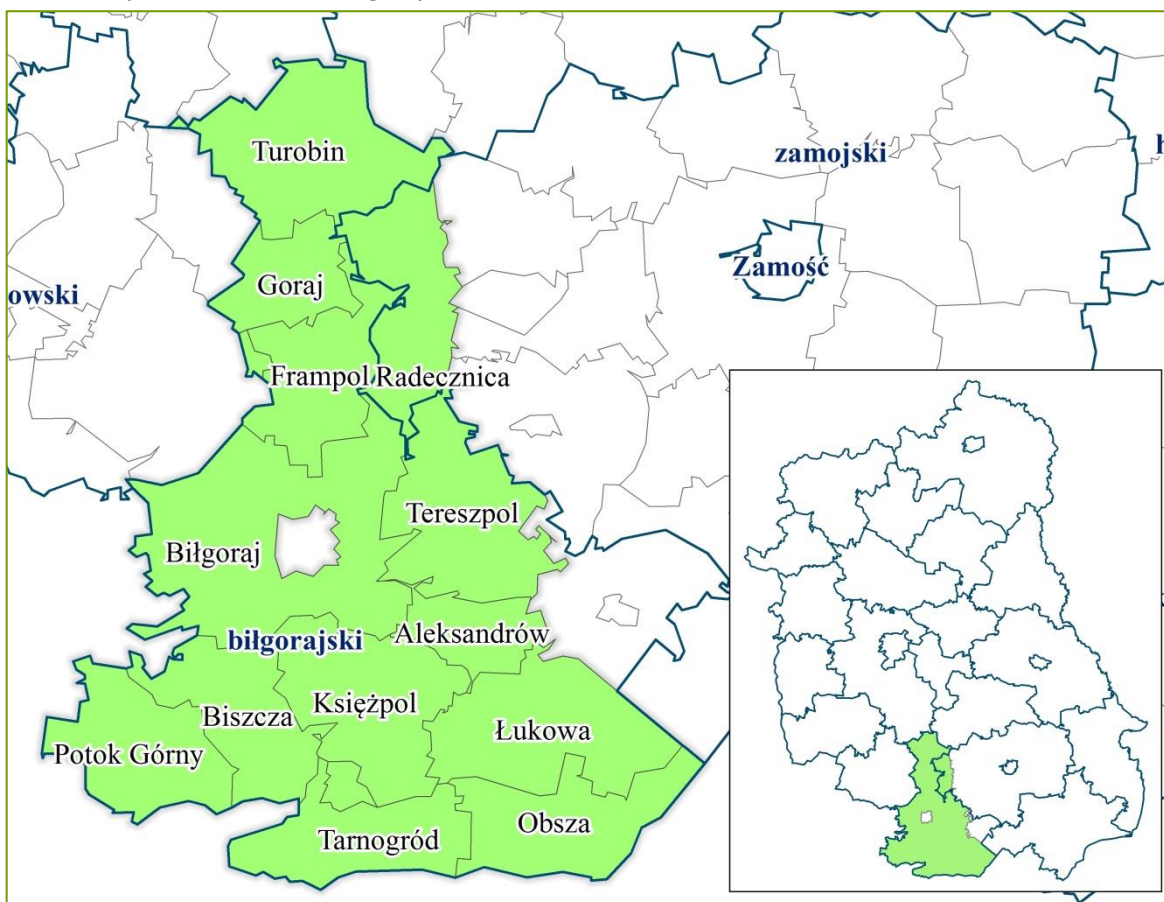 Turobin
zamojski
h
Goraj
Zamość
owski
Frampol
Radecznica
Tereszpol
Biłgoraj
biłgorajski
Aleksandrów
Biszcza
Księżpol
Łukowa
Potok Górny
Tarnogród
Obsza